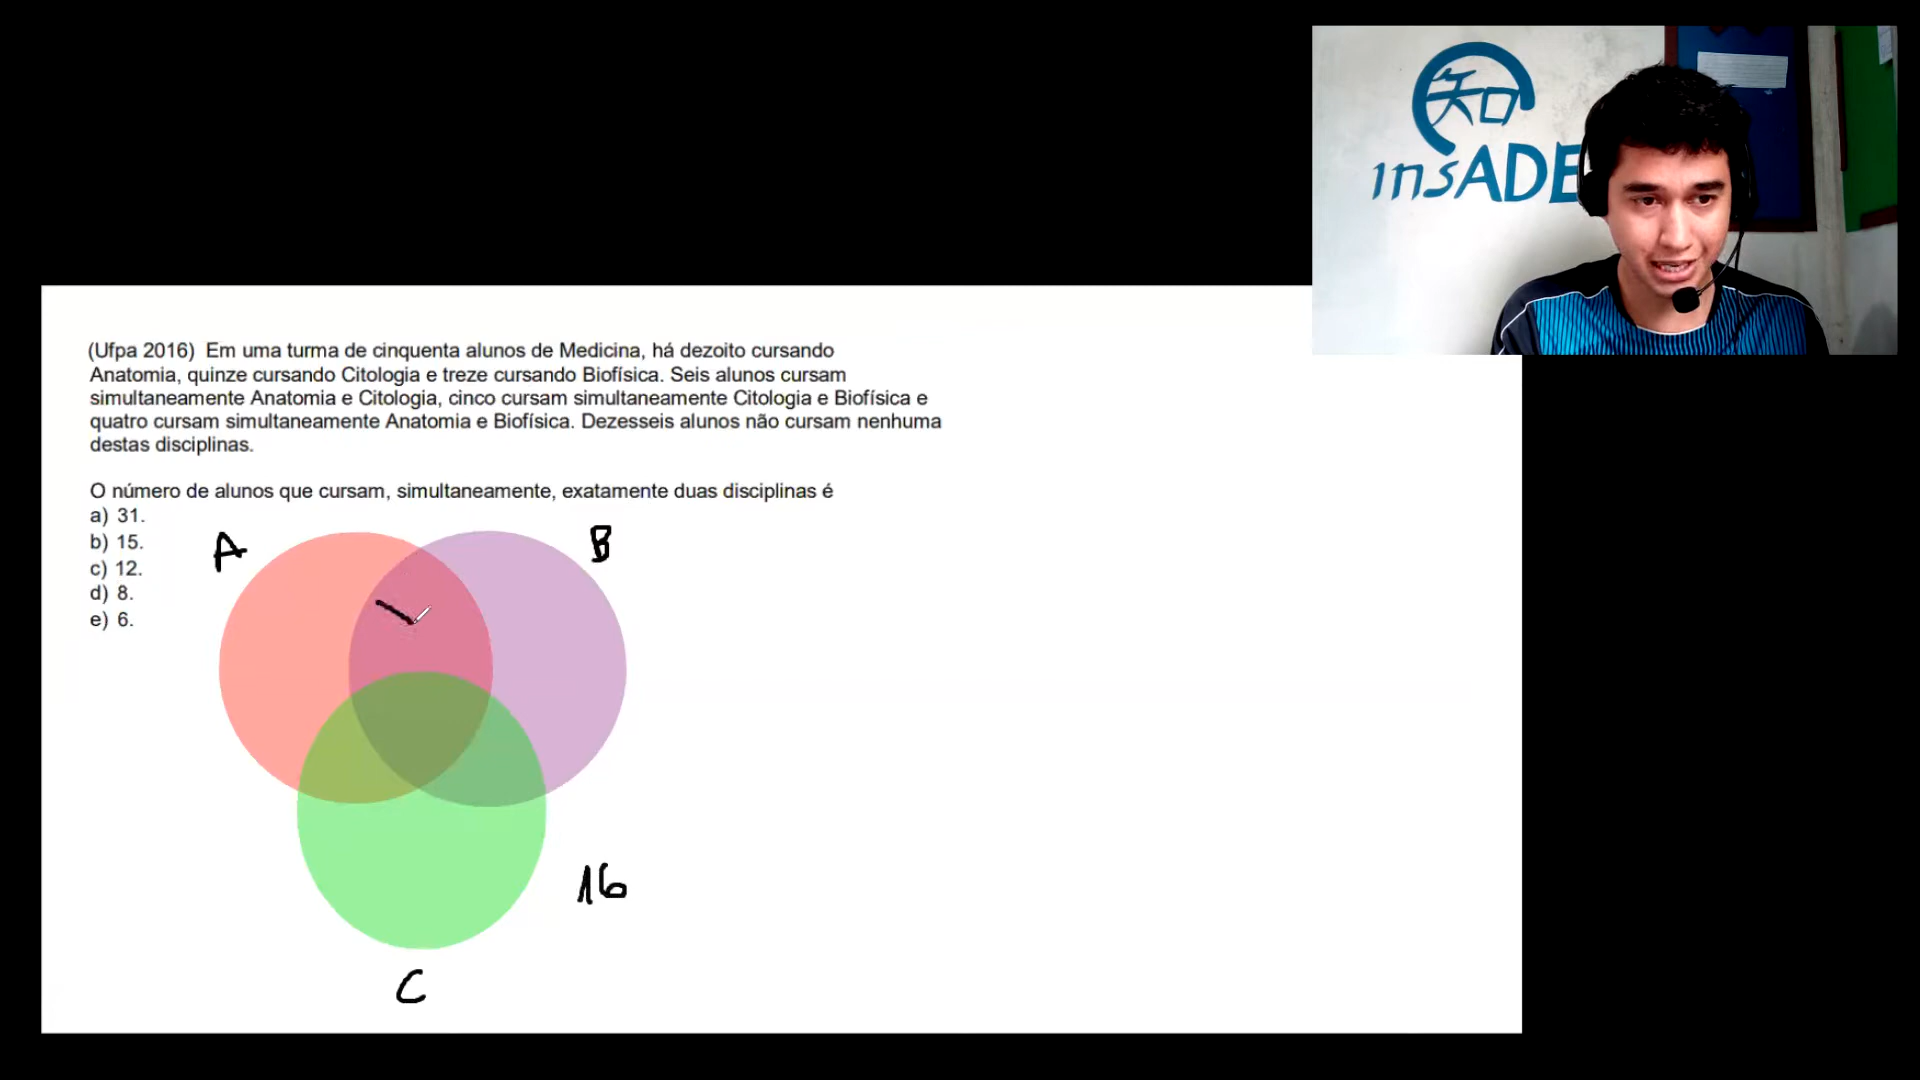 知
insADE
(Ufpa 2016) Em uma turma de cinquenta alunos de Medicina, há dezoito cursando
Anatomia, quinze cursando Citologia e treze cursando Biofísica. Seis alunos cursam
simultaneamente Anatomia e Citologia, cinco cursam simultaneamente Citologia e Biofísica e
quatro cursam simultaneamente Anatomia e Biofísica. Dezesseis alunos não cursam nenhuma
destas disciplinas.
O número de alunos que cursam, simultaneamente, exatamente duas disciplinas é
a) 31.
b) 15.
c) 12.
d) 8.
e) 6.
A
B
16
C